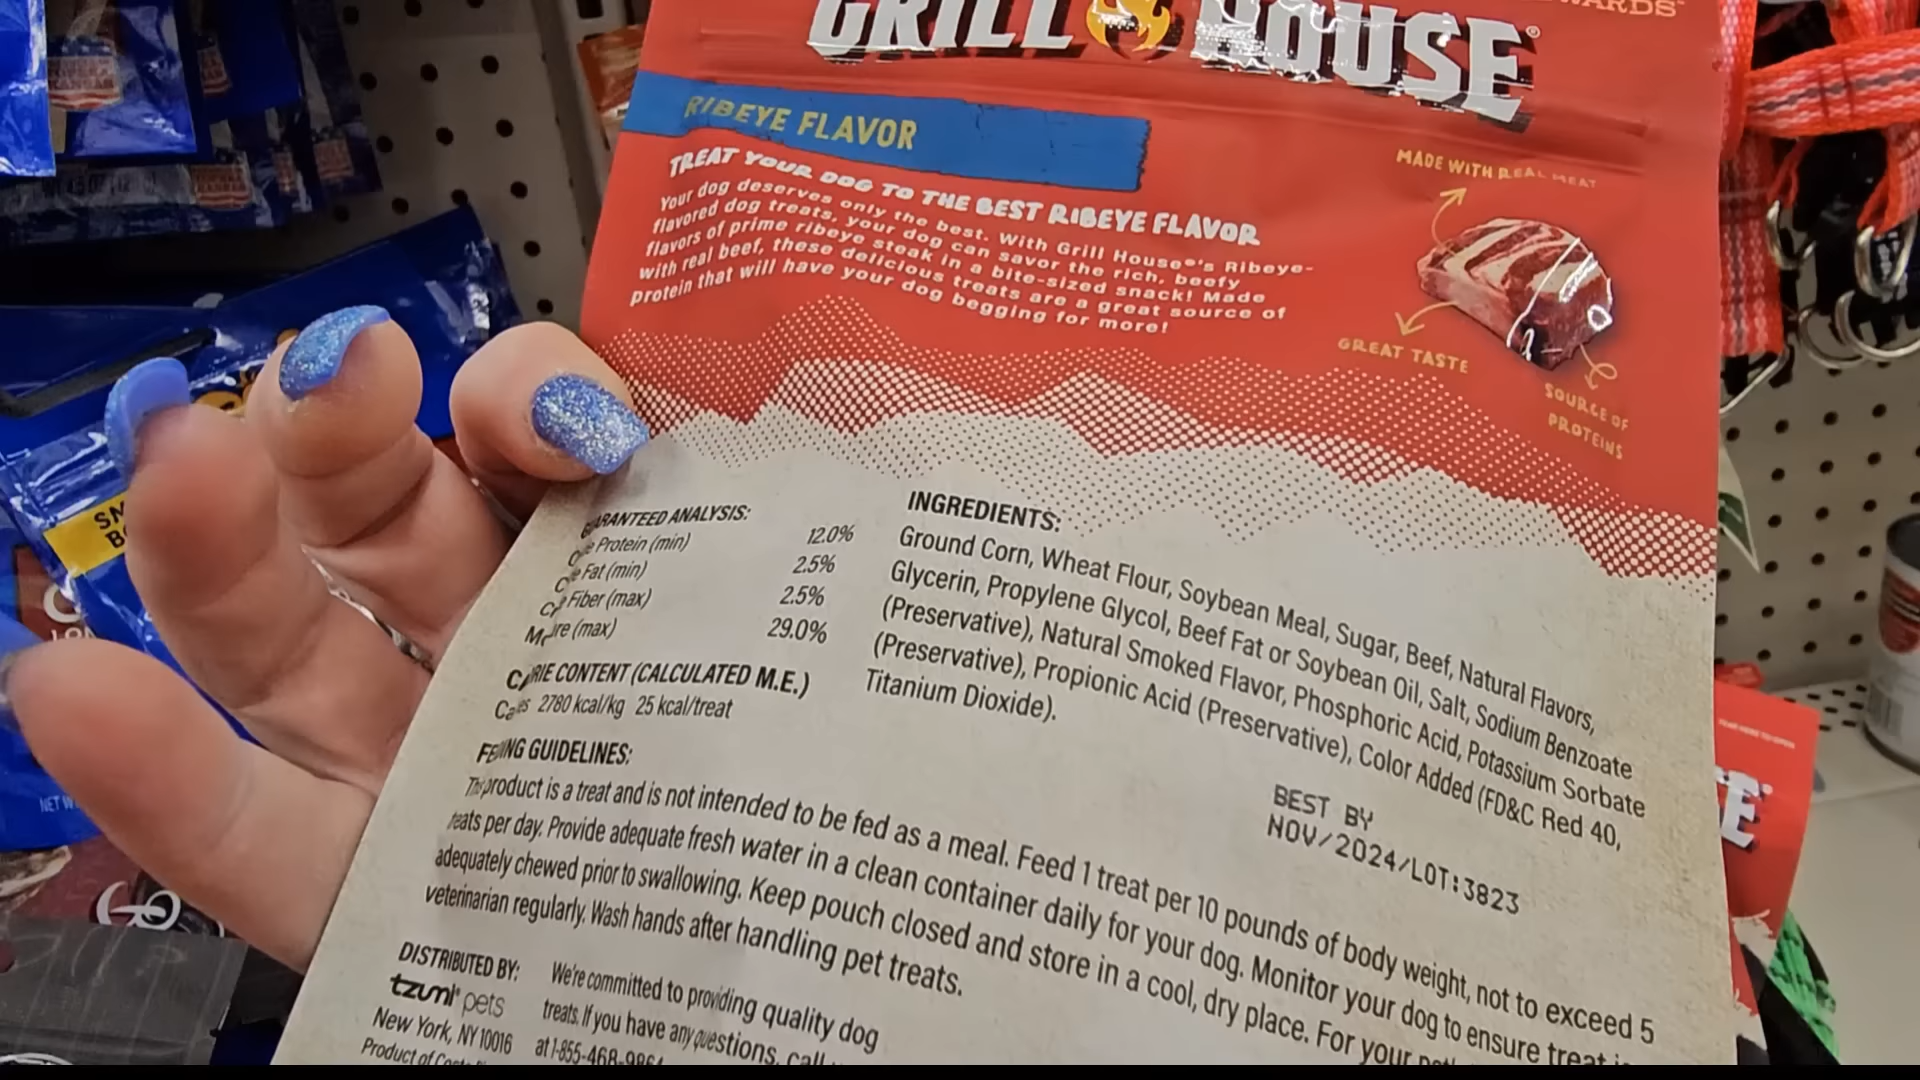 GRILL HOUSE®
RIBEYE FLAVOR
TREAT YOUR DOG TO THE BEST RIBEYE FLAVOR
Your dog deserves only the best. With Grill House®'s Ribeye-
flavored dog treats, your dog can savor the rich, beefy
flavors of prime ribeye steak in a bite-sized snack! Made
with real beef, these delicious treats are a great source of
protein that will have your dog begging for more!
MADE WITH REAL MEAT
GREAT TASTE
SOURCE OF
PROTEINS
ANALYSIS:
Protein (min) 12.0%
Fat (min) 2.5%
Fiber (max) 2.5%
(max) 29.0%
CONTENT (CALCULATED M.E.)
2780 kcal/kg 25 kcal/treat
INGREDIENTS:
Ground Corn, Wheat Flour, Soybean Meal, Sugar, Beef, Natural Flavors,
Glycerin, Propylene Glycol, Beef Fat or Soybean Oil, Salt, Sodium Benzoate
(Preservative), Natural Smoked Flavor, Phosphoric Acid, Potassium Sorbate
(Preservative), Propionic Acid (Preservative), Color Added (FD&C Red 40,
Titanium Dioxide).
BEST BY
NOV/2024/LOT:3823
GUIDELINES:
product is a treat and is not intended to be fed as a meal. Feed 1 treat per 10 pounds of body weight, not to exceed 5
treats per day. Provide adequate fresh water in a clean container daily for your dog. Monitor your dog to ensure treat is
adequately chewed prior to swallowing. Keep pouch closed and store in a cool, dry place. For your
veterinarian regularly. Wash hands after handling pet treats.
DISTRIBUTED BY:
tzumi® pets
New York, NY 10016
Product of
We're committed to providing quality dog
treats. If you have any questions, call
at 1-855-468-9864